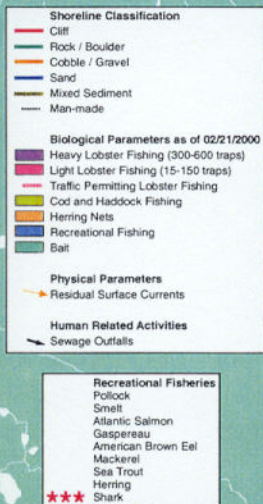 Shoreline Classification
Cliff
Rock / Boulder
Cobble / Gravel
Sand
Mixed Sediment
Man-made
Biological Parameters as of 02/21/2000
Heavy Lobster Fishing (300-600 traps)
Light Lobster Fishing (15-150 traps)
Traffic Permitting Lobster Fishing
Cod and Haddock Fishing
Herring Nets
Recreational Fishing
Bait
Physical Parameters
Residual Surface Currents
Human Related Activities
Sewage Outfalls
Recreational Fisheries
Pollock
Smelt
Atlantic Salmon
Gaspereau
American Brown Eel
Mackerel
Sea Trout
Herring
*** Shark